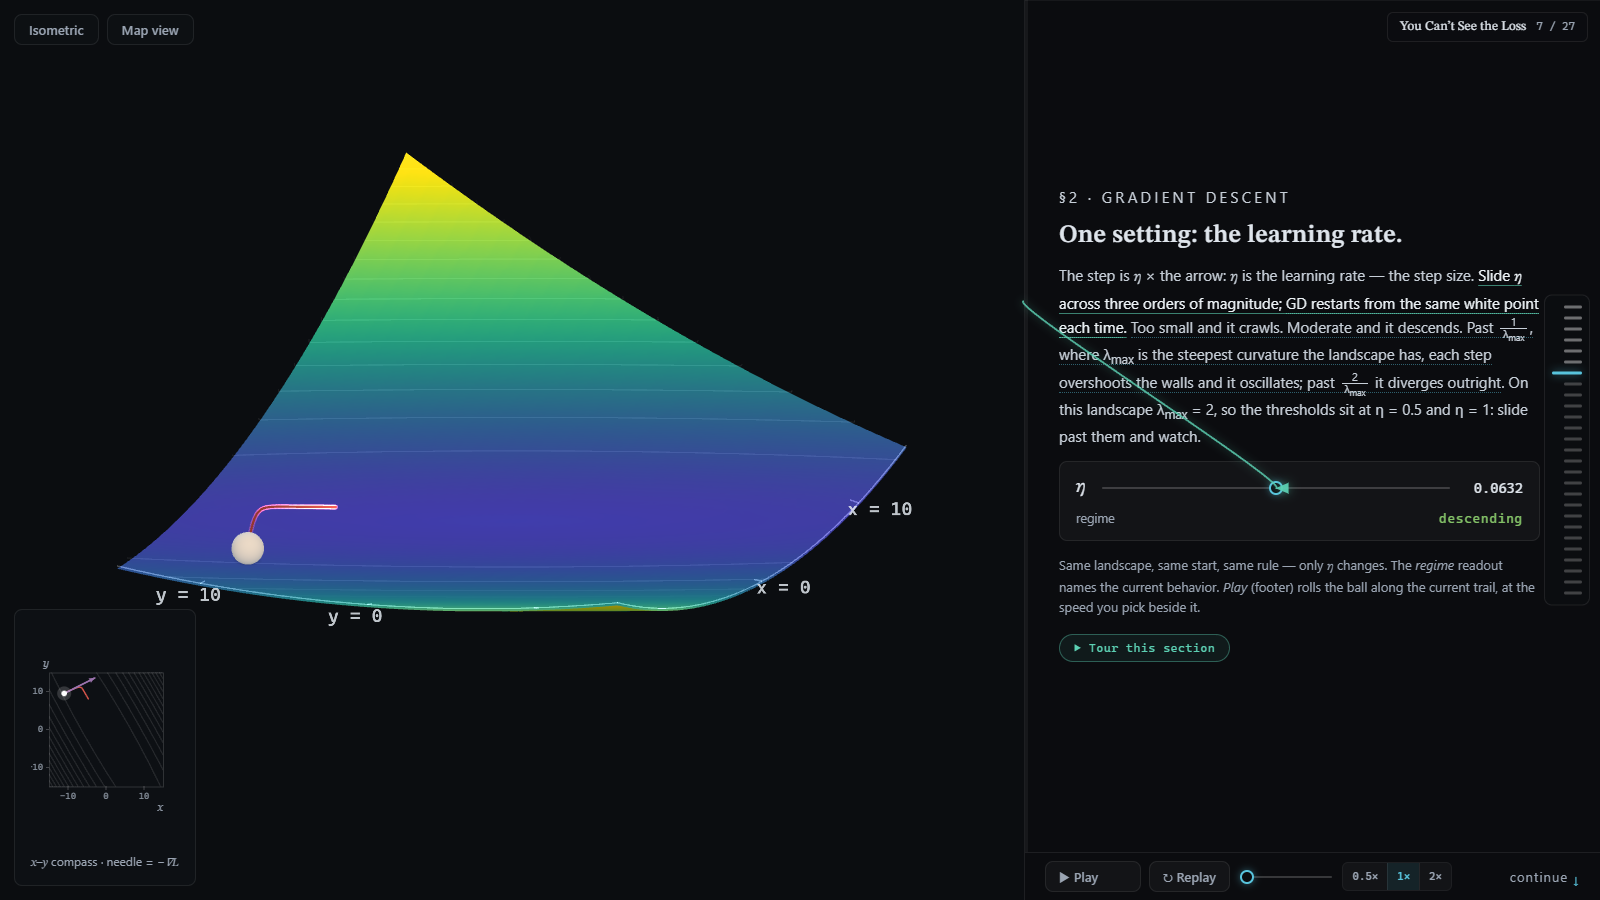 Isometric
Map view
You Can't See the Loss 7 / 27
§2 · GRADIENT DESCENT
One setting: the learning rate.
The step is η × the arrow: η is the learning rate — the step size. Slide η
across three orders of magnitude; GD restarts from the same white point
each time. Too small and it crawls. Moderate and it descends. Past 1/λmax,
where λmax is the steepest curvature the landscape has, each step
overshoots the walls and it oscillates; past 2/λmax it diverges outright. On
this landscape λmax = 2, so the thresholds sit at η = 0.5 and η = 1: slide
past them and watch.
η 0.0632
regime descending
Same landscape, same start, same rule — only η changes. The regime readout
names the current behavior. Play (footer) rolls the ball along the current trail, at the
speed you pick beside it.
▶ Tour this section
x = 10
x = 0
y = 10
y = 0
y
10
0
-10
-10 0 10
x
x–y compass · needle = −∇L
▶ Play
↻ Replay
0.5×
1×
2×
continue ↓